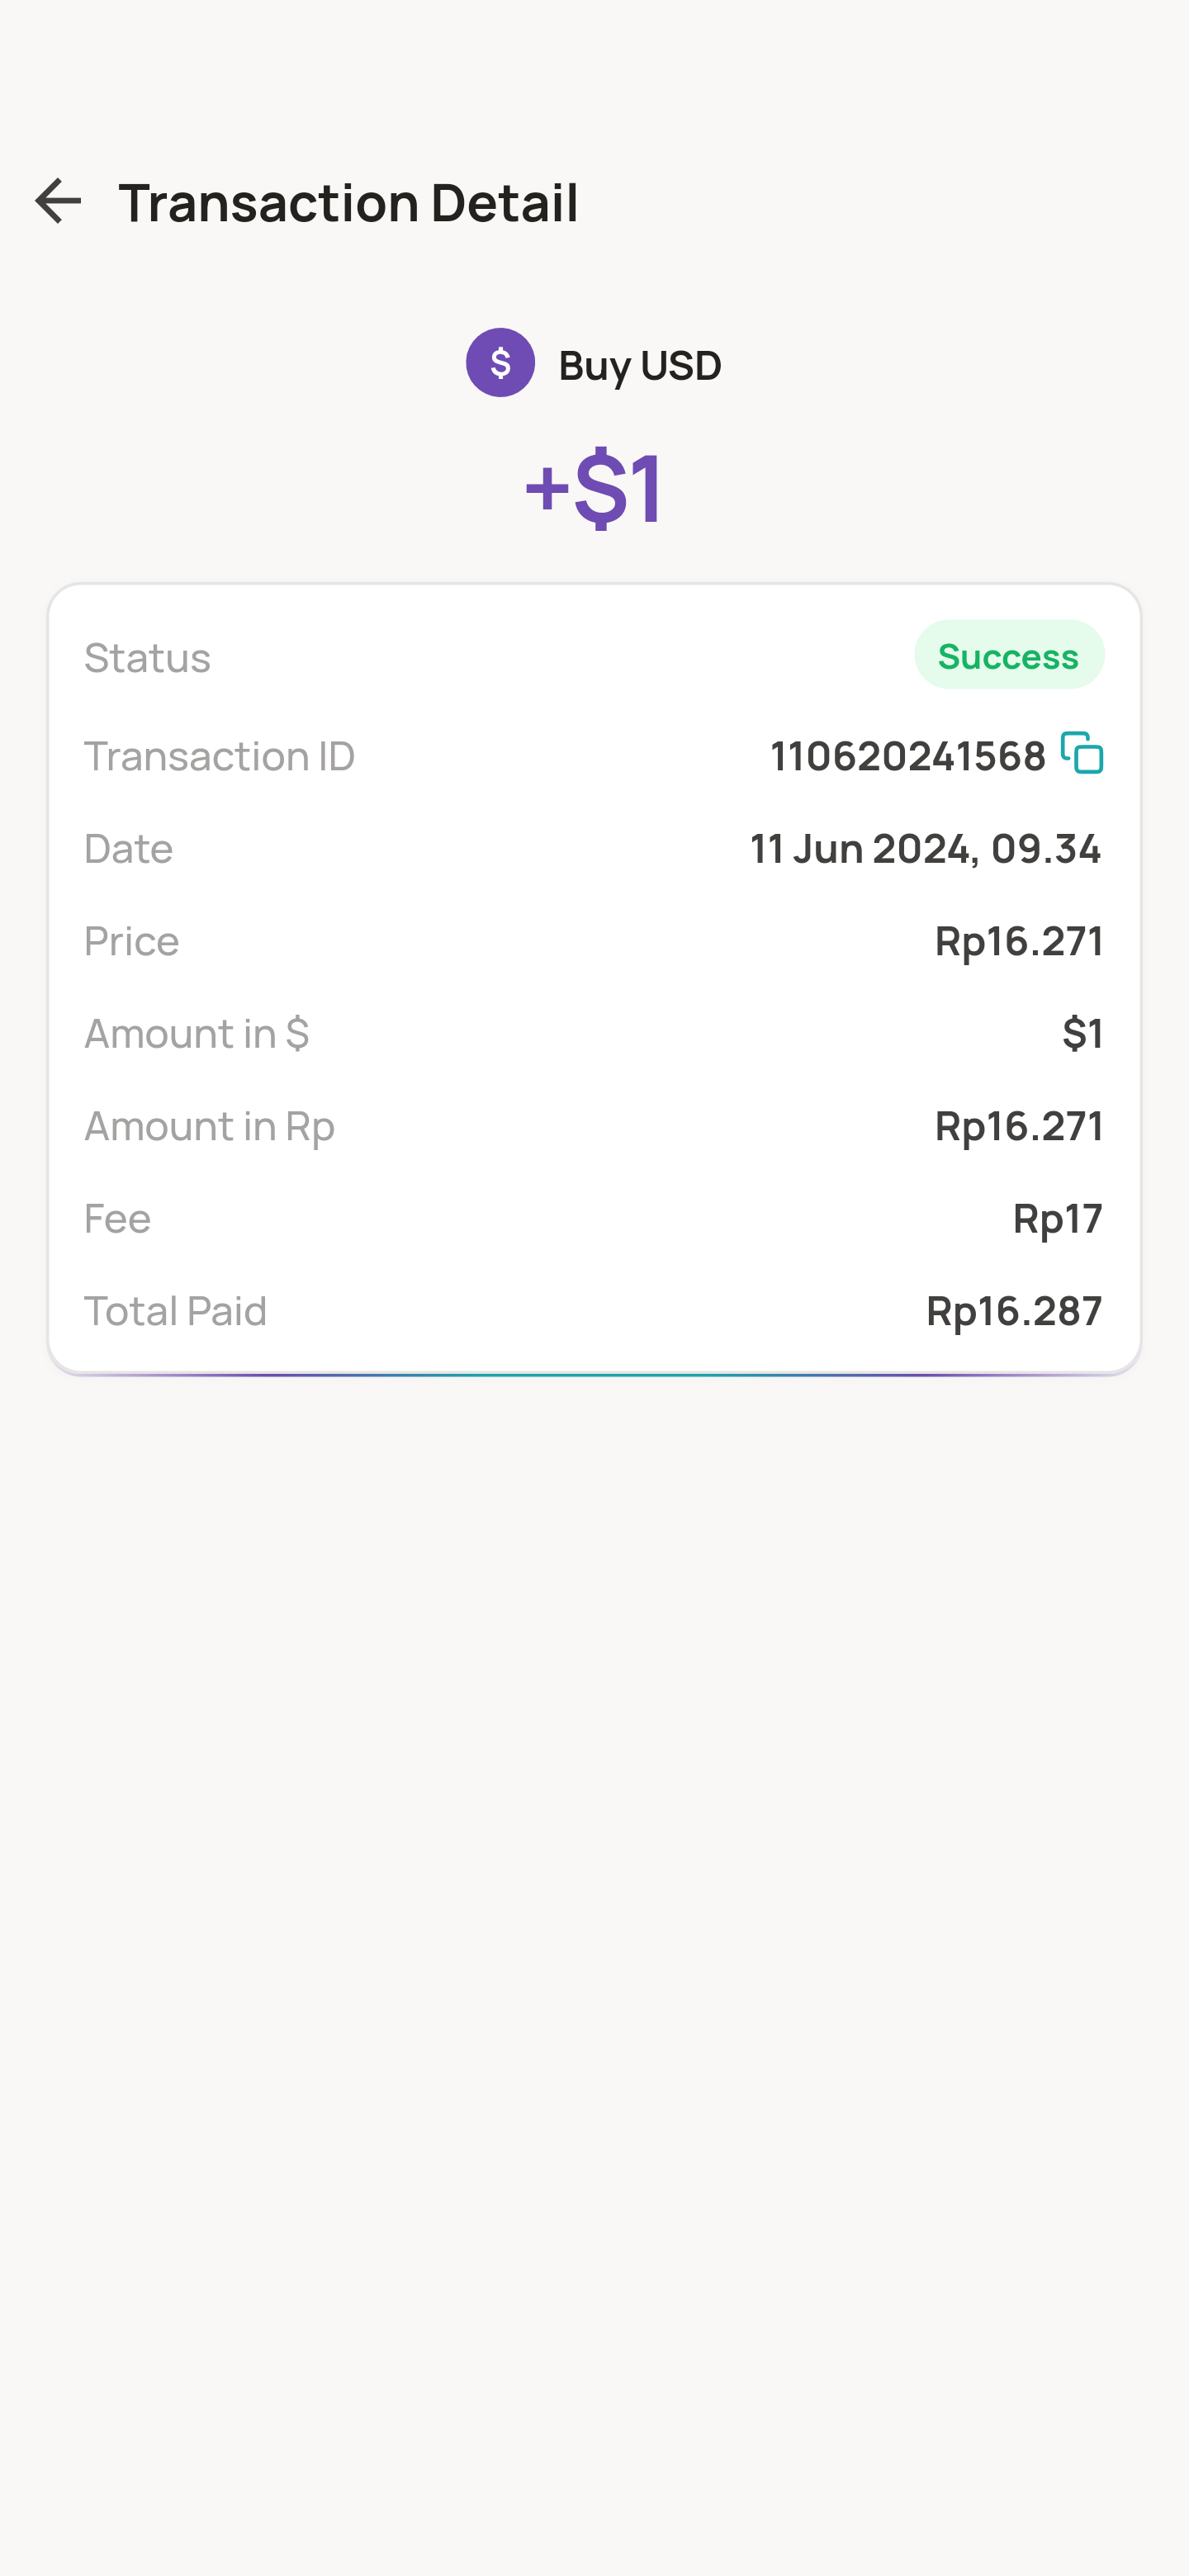 Transaction Detail
$ Buy USD
+$1
Status Success
Transaction ID 110620241568
Date 11 Jun 2024, 09.34
Price Rp16.271
Amount in $ $1
Amount in Rp Rp16.271
Fee Rp17
Total Paid Rp16.287